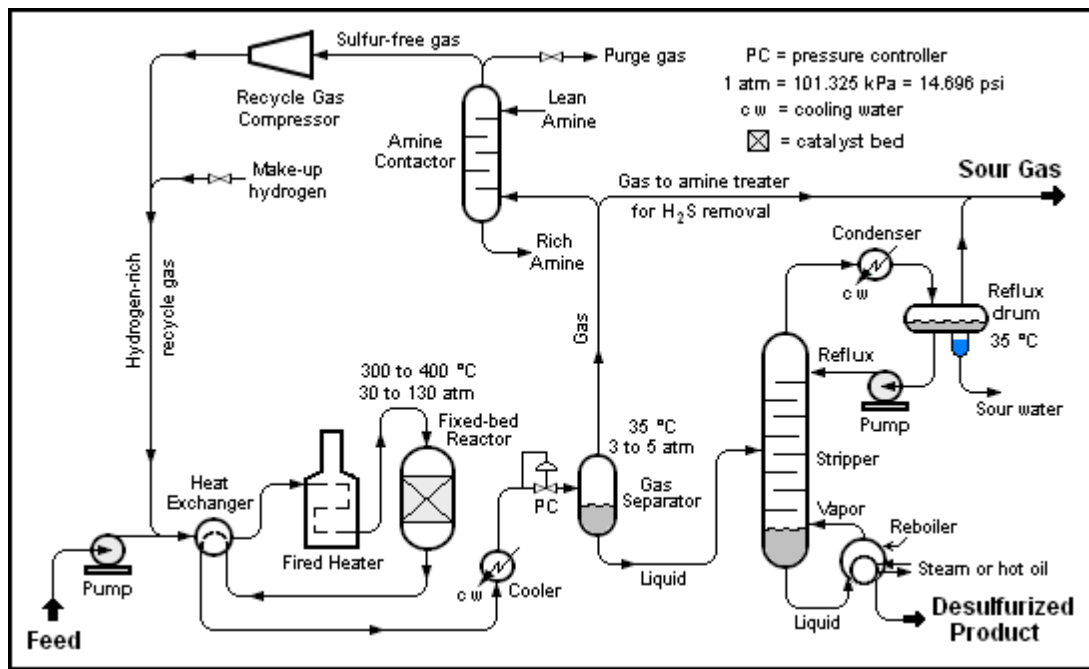 Sulfur-free gas
Purge gas
PC = pressure controller
1 atm = 101.325 kPa = 14.696 psi
c w = cooling water
= catalyst bed
Recycle Gas
Compressor
Lean
Amine
Amine
Contactor
Make-up
hydrogen
Gas to amine treater
for H₂S removal
Sour Gas
Rich
Amine
Condenser
c w
Reflux
drum
35 ºC
Hydrogen-rich
recycle gas
Gas
300 to 400 ºC
30 to 130 atm
Fixed-bed
Reactor
Reflux
Pump
Sour water
35 ºC
3 to 5 atm
Gas
Separator
Stripper
Heat
Exchanger
PC
Vapor
Reboiler
Steam or hot oil
Fired Heater
Pump
c w
Cooler
Liquid
Liquid
Feed
Desulfurized
Product